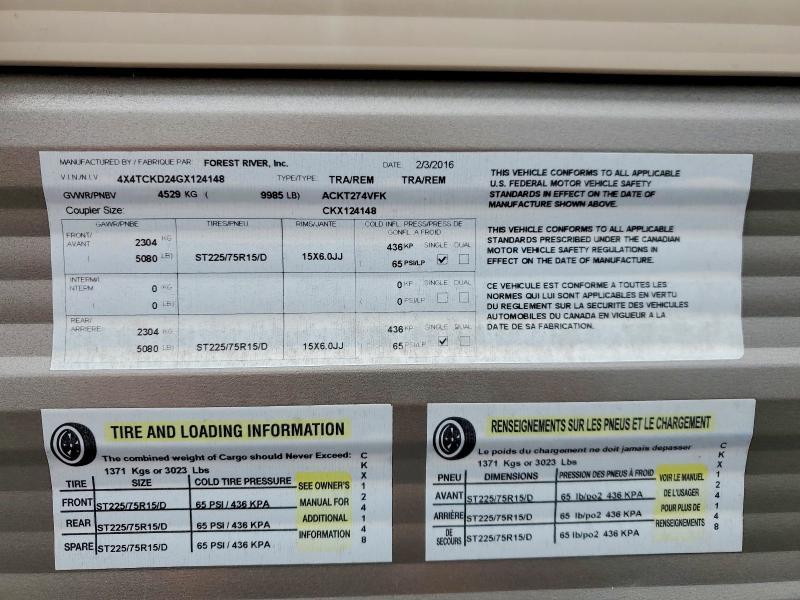 MANUFACTURED BY / FABRIQUE PAR: FOREST RIVER, Inc. DATE: 2/3/2016
V.I.N./N.I.V 4X4TCKD24GX124148 TYPE/TYPE: TRA/REM TRA/REM
GVWR/PNBV 4529 KG ( 9985 LB) ACKT274VFK
Coupler Size: CKX124148
GAWR/PNBE TIRES/PNEU RIMS/JANTE COLD INFL. PRESS/PRESS DE GONFL. A FROID
FRONT/ AVANT 2304 KG 436 KP SINGLE DUAL
( 5080 LB) ST225/75R15/D 15X6.0JJ 65 PSI/LP
INTERM/ INTERM. 0 KG 0 KP SINGLE DUAL
( 0 LB) 0 PSI/LP
REAR/ ARRIERE 2304 KG 436 KP SINGLE DUAL
5080 LB) ST225/75R15/D 15X6.0JJ 65 PSI/LP
THIS VEHICLE CONFORMS TO ALL APPLICABLE
U.S. FEDERAL MOTOR VEHICLE SAFETY
STANDARDS IN EFFECT ON THE DATE OF
MANUFACTURE SHOWN ABOVE.
THIS VEHICLE CONFORMS TO ALL APPLICABLE
STANDARDS PRESCRIBED UNDER THE CANADIAN
MOTOR VEHICLE SAFETY REGULATIONS IN
EFFECT ON THE DATE OF MANUFACTURE.
CE VEHICULE EST CONFORME A TOUTES LES
NORMES QUI LUI SONT APPLICABLES EN VERTU
DU REGLEMENT SUR LA SECURITE DES VEHICULES
AUTOMOBILES DU CANADA EN VIGUEUR A LA
DATE DE SA FABRICATION.
TIRE AND LOADING INFORMATION
The combined weight of Cargo should Never Exceed:
1371 Kgs or 3023 Lbs
TIRE SIZE COLD TIRE PRESSURE
FRONT ST225/75R15/D 65 PSI / 436 KPA
REAR ST225/75R15/D 65 PSI / 436 KPA
SPARE ST225/75R15/D 65 PSI / 436 KPA
SEE OWNER'S
MANUAL FOR
ADDITIONAL
INFORMATION
CKX124148
RENSEIGNEMENTS SUR LES PNEUS ET LE CHARGEMENT
Le poids du chargement ne doit jamais depasser
1371 Kgs or 3023 Lbs
PNEU DIMENSIONS PRESSION DES PNEUS À FROID
AVANT ST225/75R15/D 65 lb/po2 436 KPA
ARRIÈRE ST225/75R15/D 65 lb/po2 436 KPA
DE SECOURS ST225/75R15/D 65 lb/po2 436 KPA
VOIR LE MANUEL
DE L'USAGER
POUR PLUS DE
RENSEIGNEMENTS
CKX124148